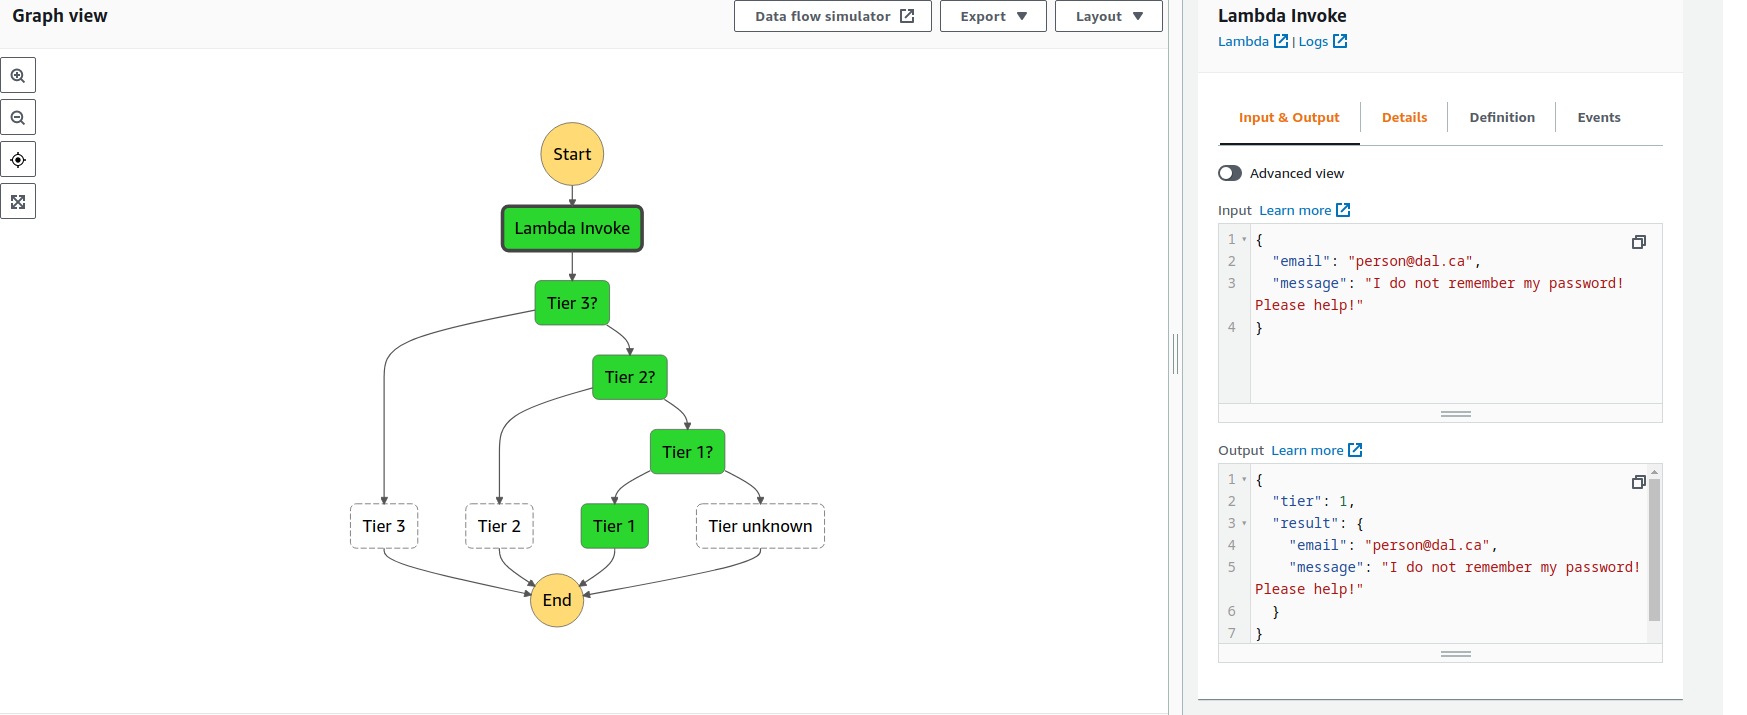 Graph view
Data flow simulator
Export
Layout
Start
Lambda Invoke
Tier 3?
Tier 2?
Tier 1?
Tier 3
Tier 2
Tier 1
Tier unknown
End
Lambda Invoke
Lambda | Logs
Input & Output
Details
Definition
Events
Advanced view
Input Learn more
1 {
2 "email": "person@dal.ca",
3 "message": "I do not remember my password!
Please help!"
4 }
Output Learn more
1 {
2 "tier": 1,
3 "result": {
4 "email": "person@dal.ca",
5 "message": "I do not remember my password!
Please help!"
6 }
7 }